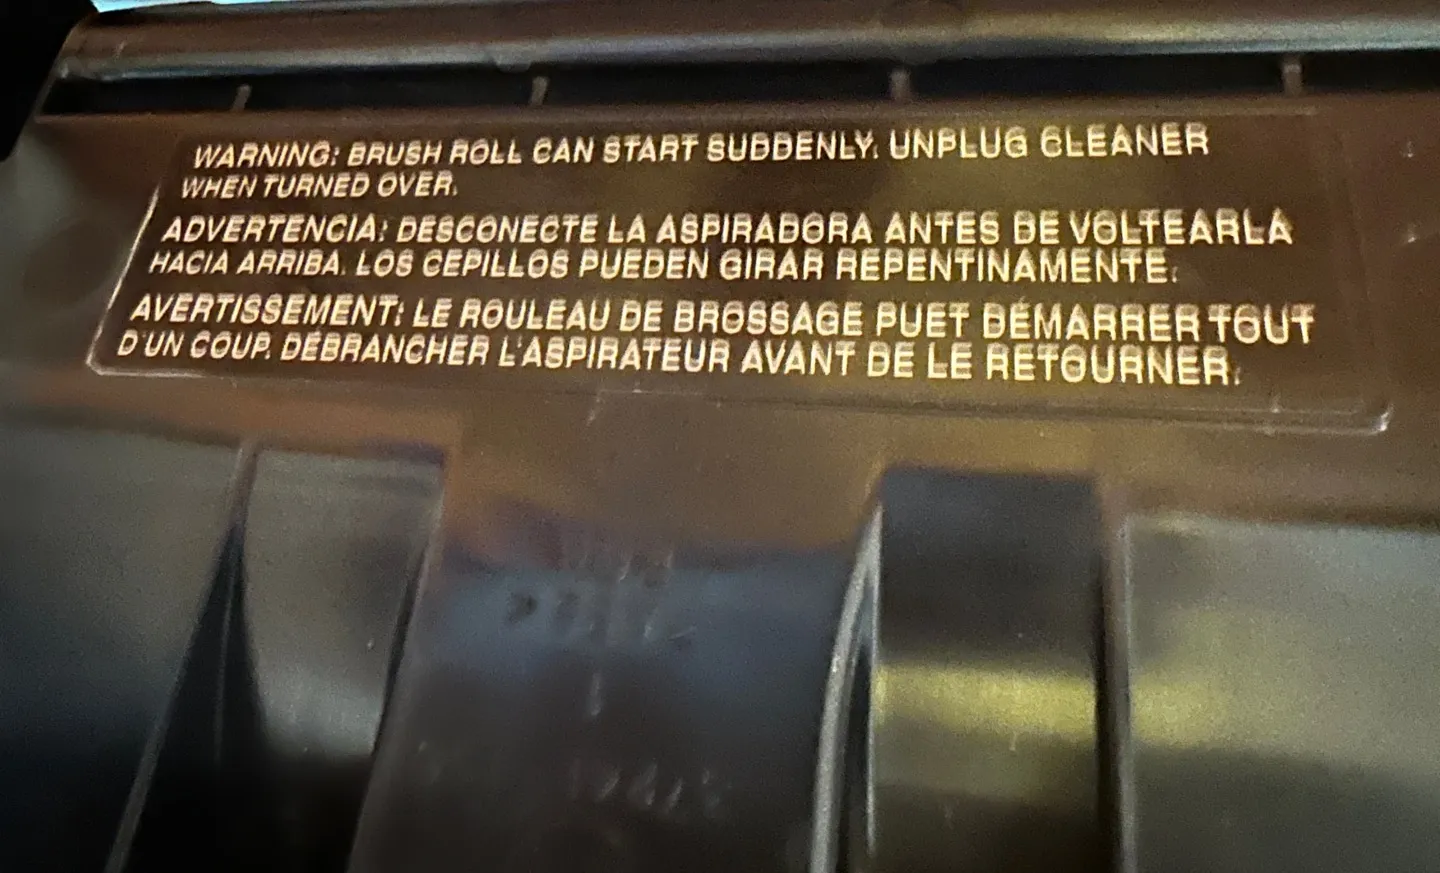 WARNING: BRUSH ROLL CAN START SUDDENLY. UNPLUG CLEANER
WHEN TURNED OVER.
ADVERTENCIA: DESCONECTE LA ASPIRADORA ANTES DE VOLTEARLA
HACIA ARRIBA. LOS CEPILLOS PUEDEN GIRAR REPENTINAMENTE.
AVERTISSEMENT: LE ROULEAU DE BROSSAGE PUET DÉMARRER TOUT
D'UN COUP. DÉBRANCHER L'ASPIRATEUR AVANT DE LE RETOURNER.